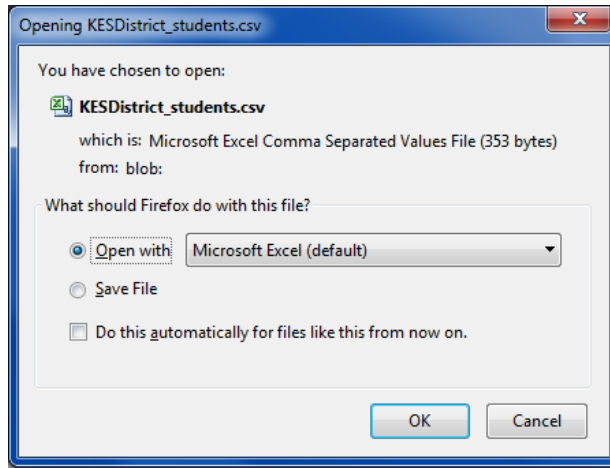 Opening KESDistrict_students.csv
You have chosen to open:
KESDistrict_students.csv
which is: Microsoft Excel Comma Separated Values File (353 bytes)
from: blob:
What should Firefox do with this file?
Open with Microsoft Excel (default)
Save File
Do this automatically for files like this from now on.
OK Cancel